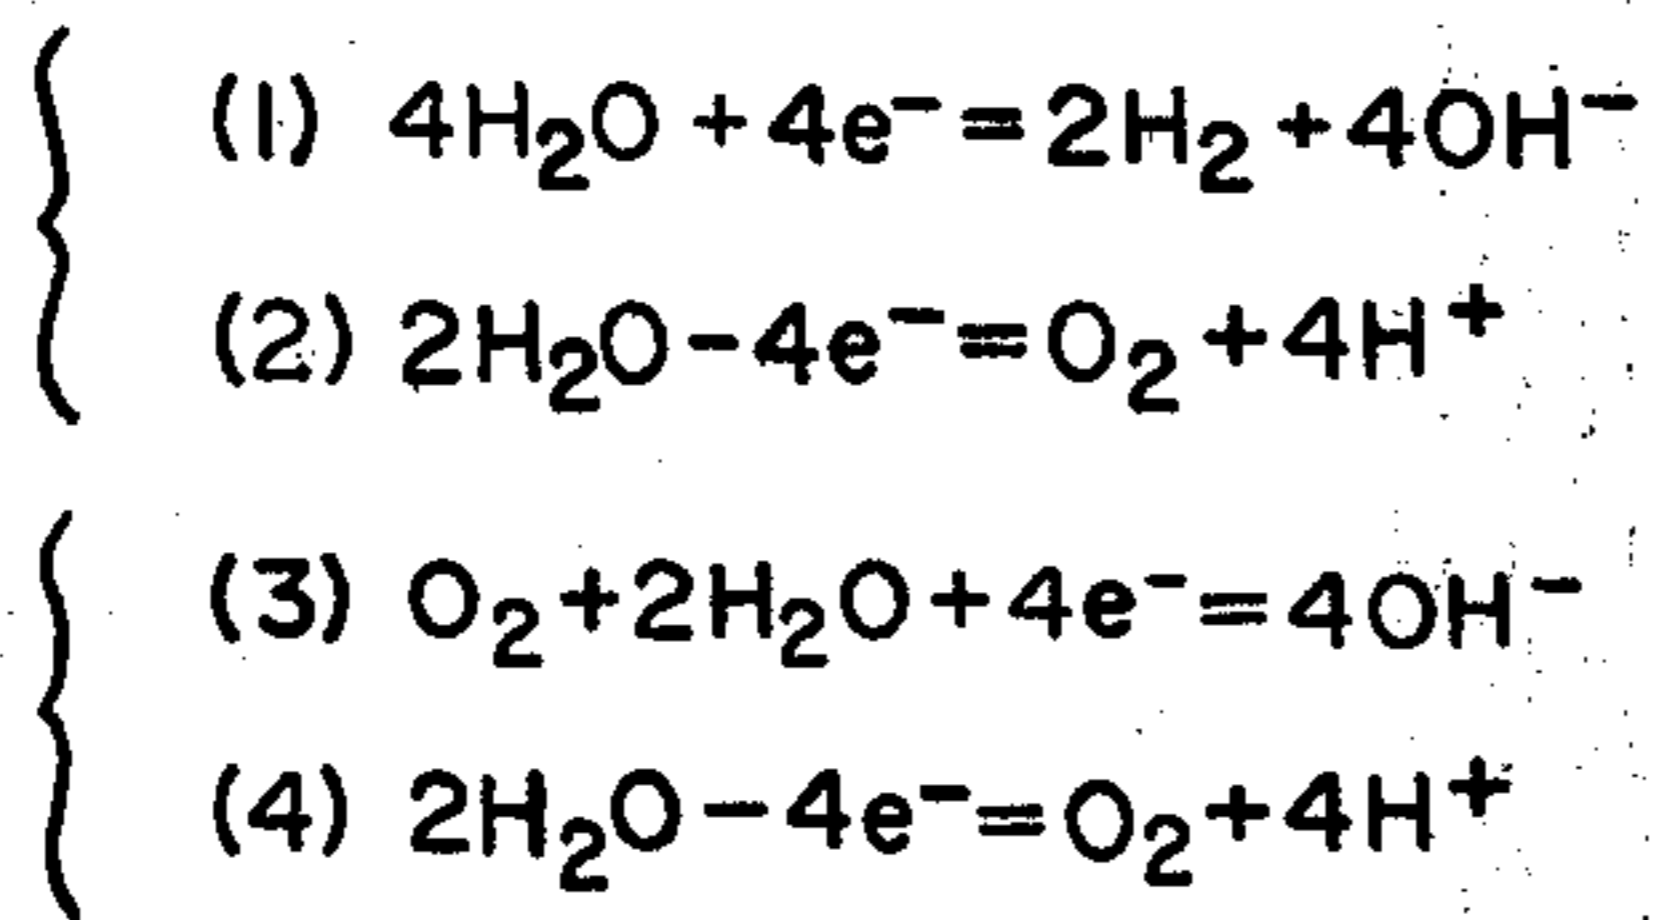 (1) 4H₂O + 4e⁻ = 2H₂ + 4OH⁻
(2) 2H₂O - 4e⁻ = O₂ + 4H⁺
(3) O₂ + 2H₂O + 4e⁻ = 4OH⁻
(4) 2H₂O - 4e⁻ = O₂ + 4H⁺